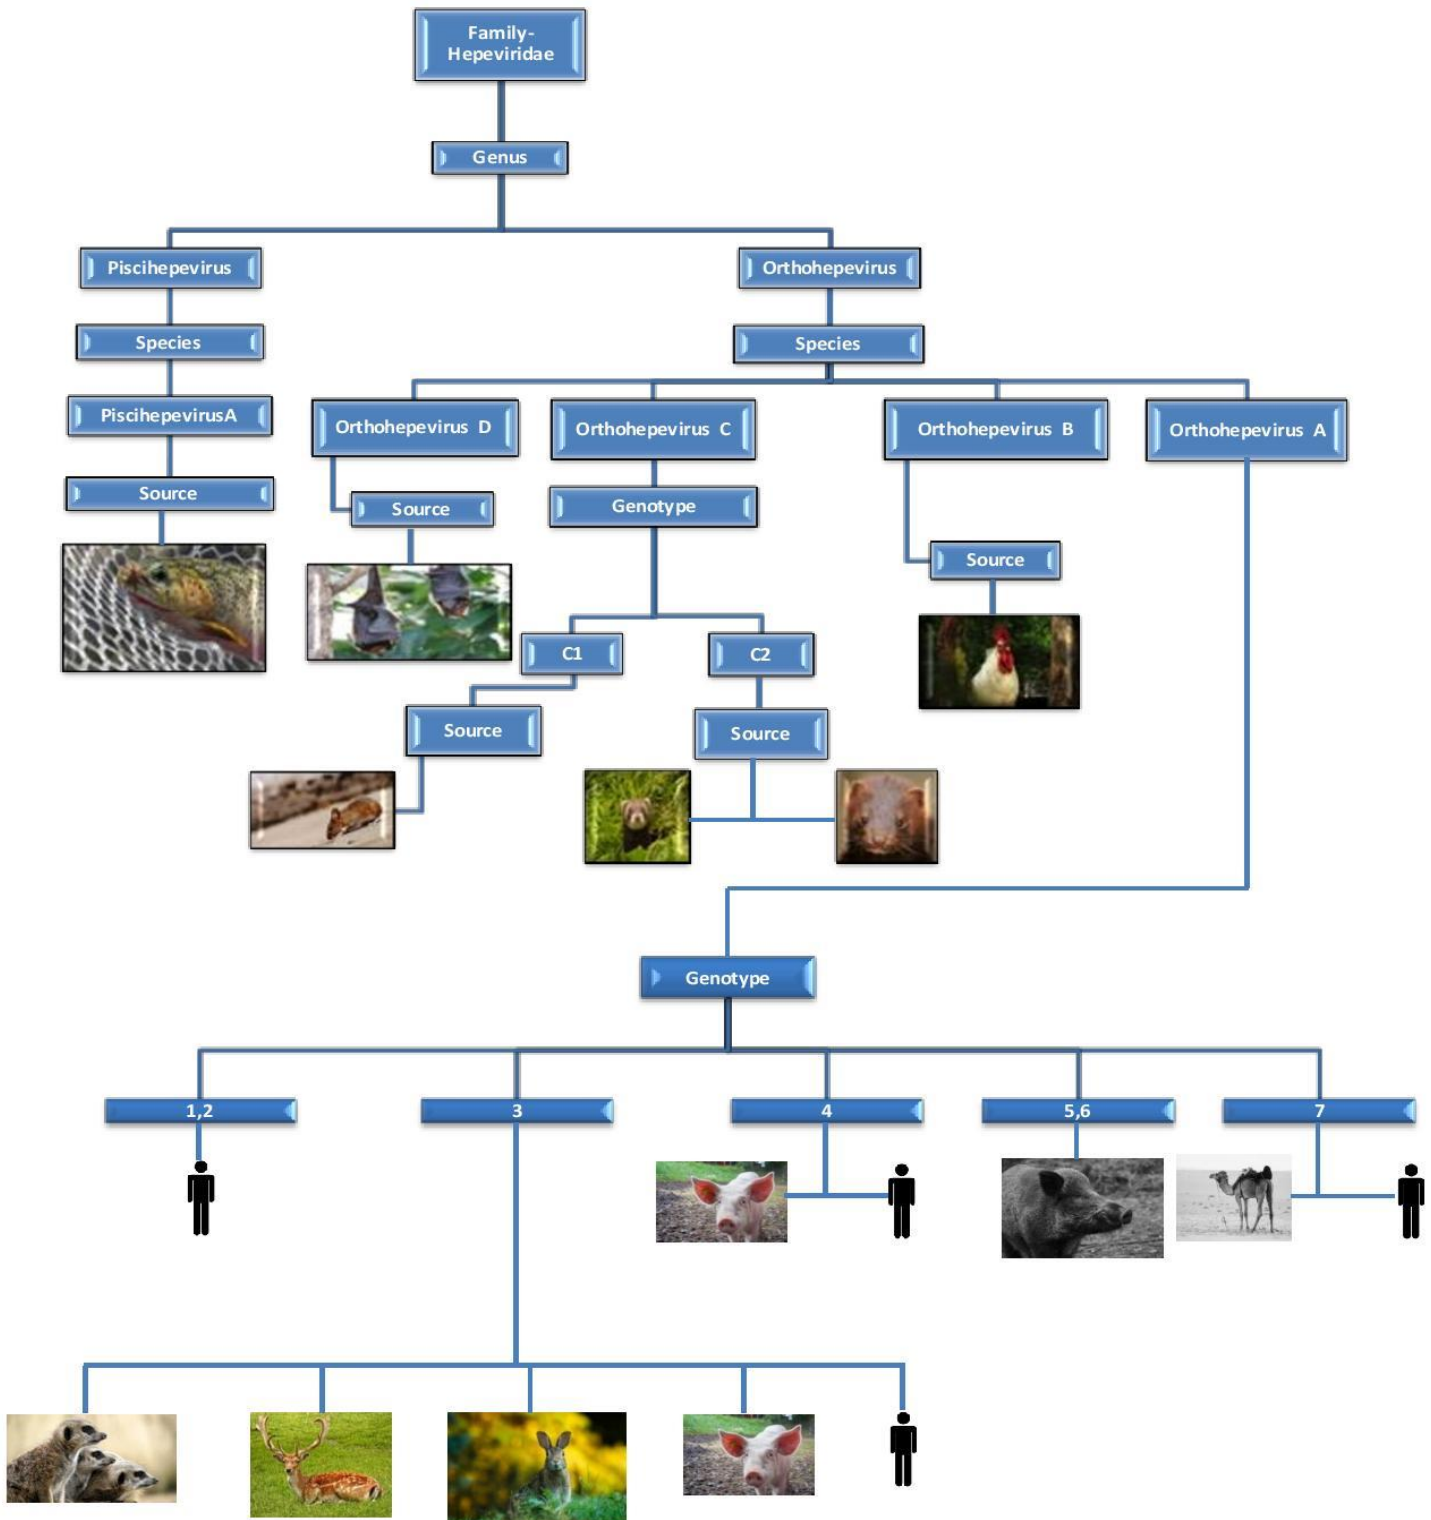 Family-
Hepeviridae
Genus
Piscihepevirus
Orthohepevirus
Species
Species
PiscihepevirusA
Orthohepevirus D
Orthohepevirus C
Orthohepevirus B
Orthohepevirus A
Source
Source
Genotype
Source
C1
C2
Source
Source
Genotype
1,2
3
4
5,6
7